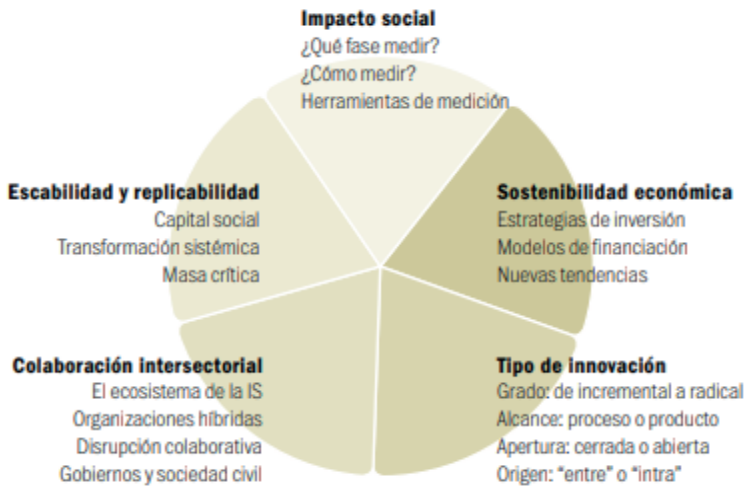 Impacto social
¿Qué fase medir?
¿Cómo medir?
Herramientas de medición
Escabilidad y replicabilidad
Capital social
Transformación sistémica
Masa crítica
Sostenibilidad económica
Estrategias de inversión
Modelos de financiación
Nuevas tendencias
Colaboración intersectorial
El ecosistema de la IS
Organizaciones híbridas
Disrupción colaborativa
Gobiernos y sociedad civil
Tipo de innovación
Grado: de incremental a radical
Alcance: proceso o producto
Apertura: cerrada o abierta
Origen: “entre” o “intra”